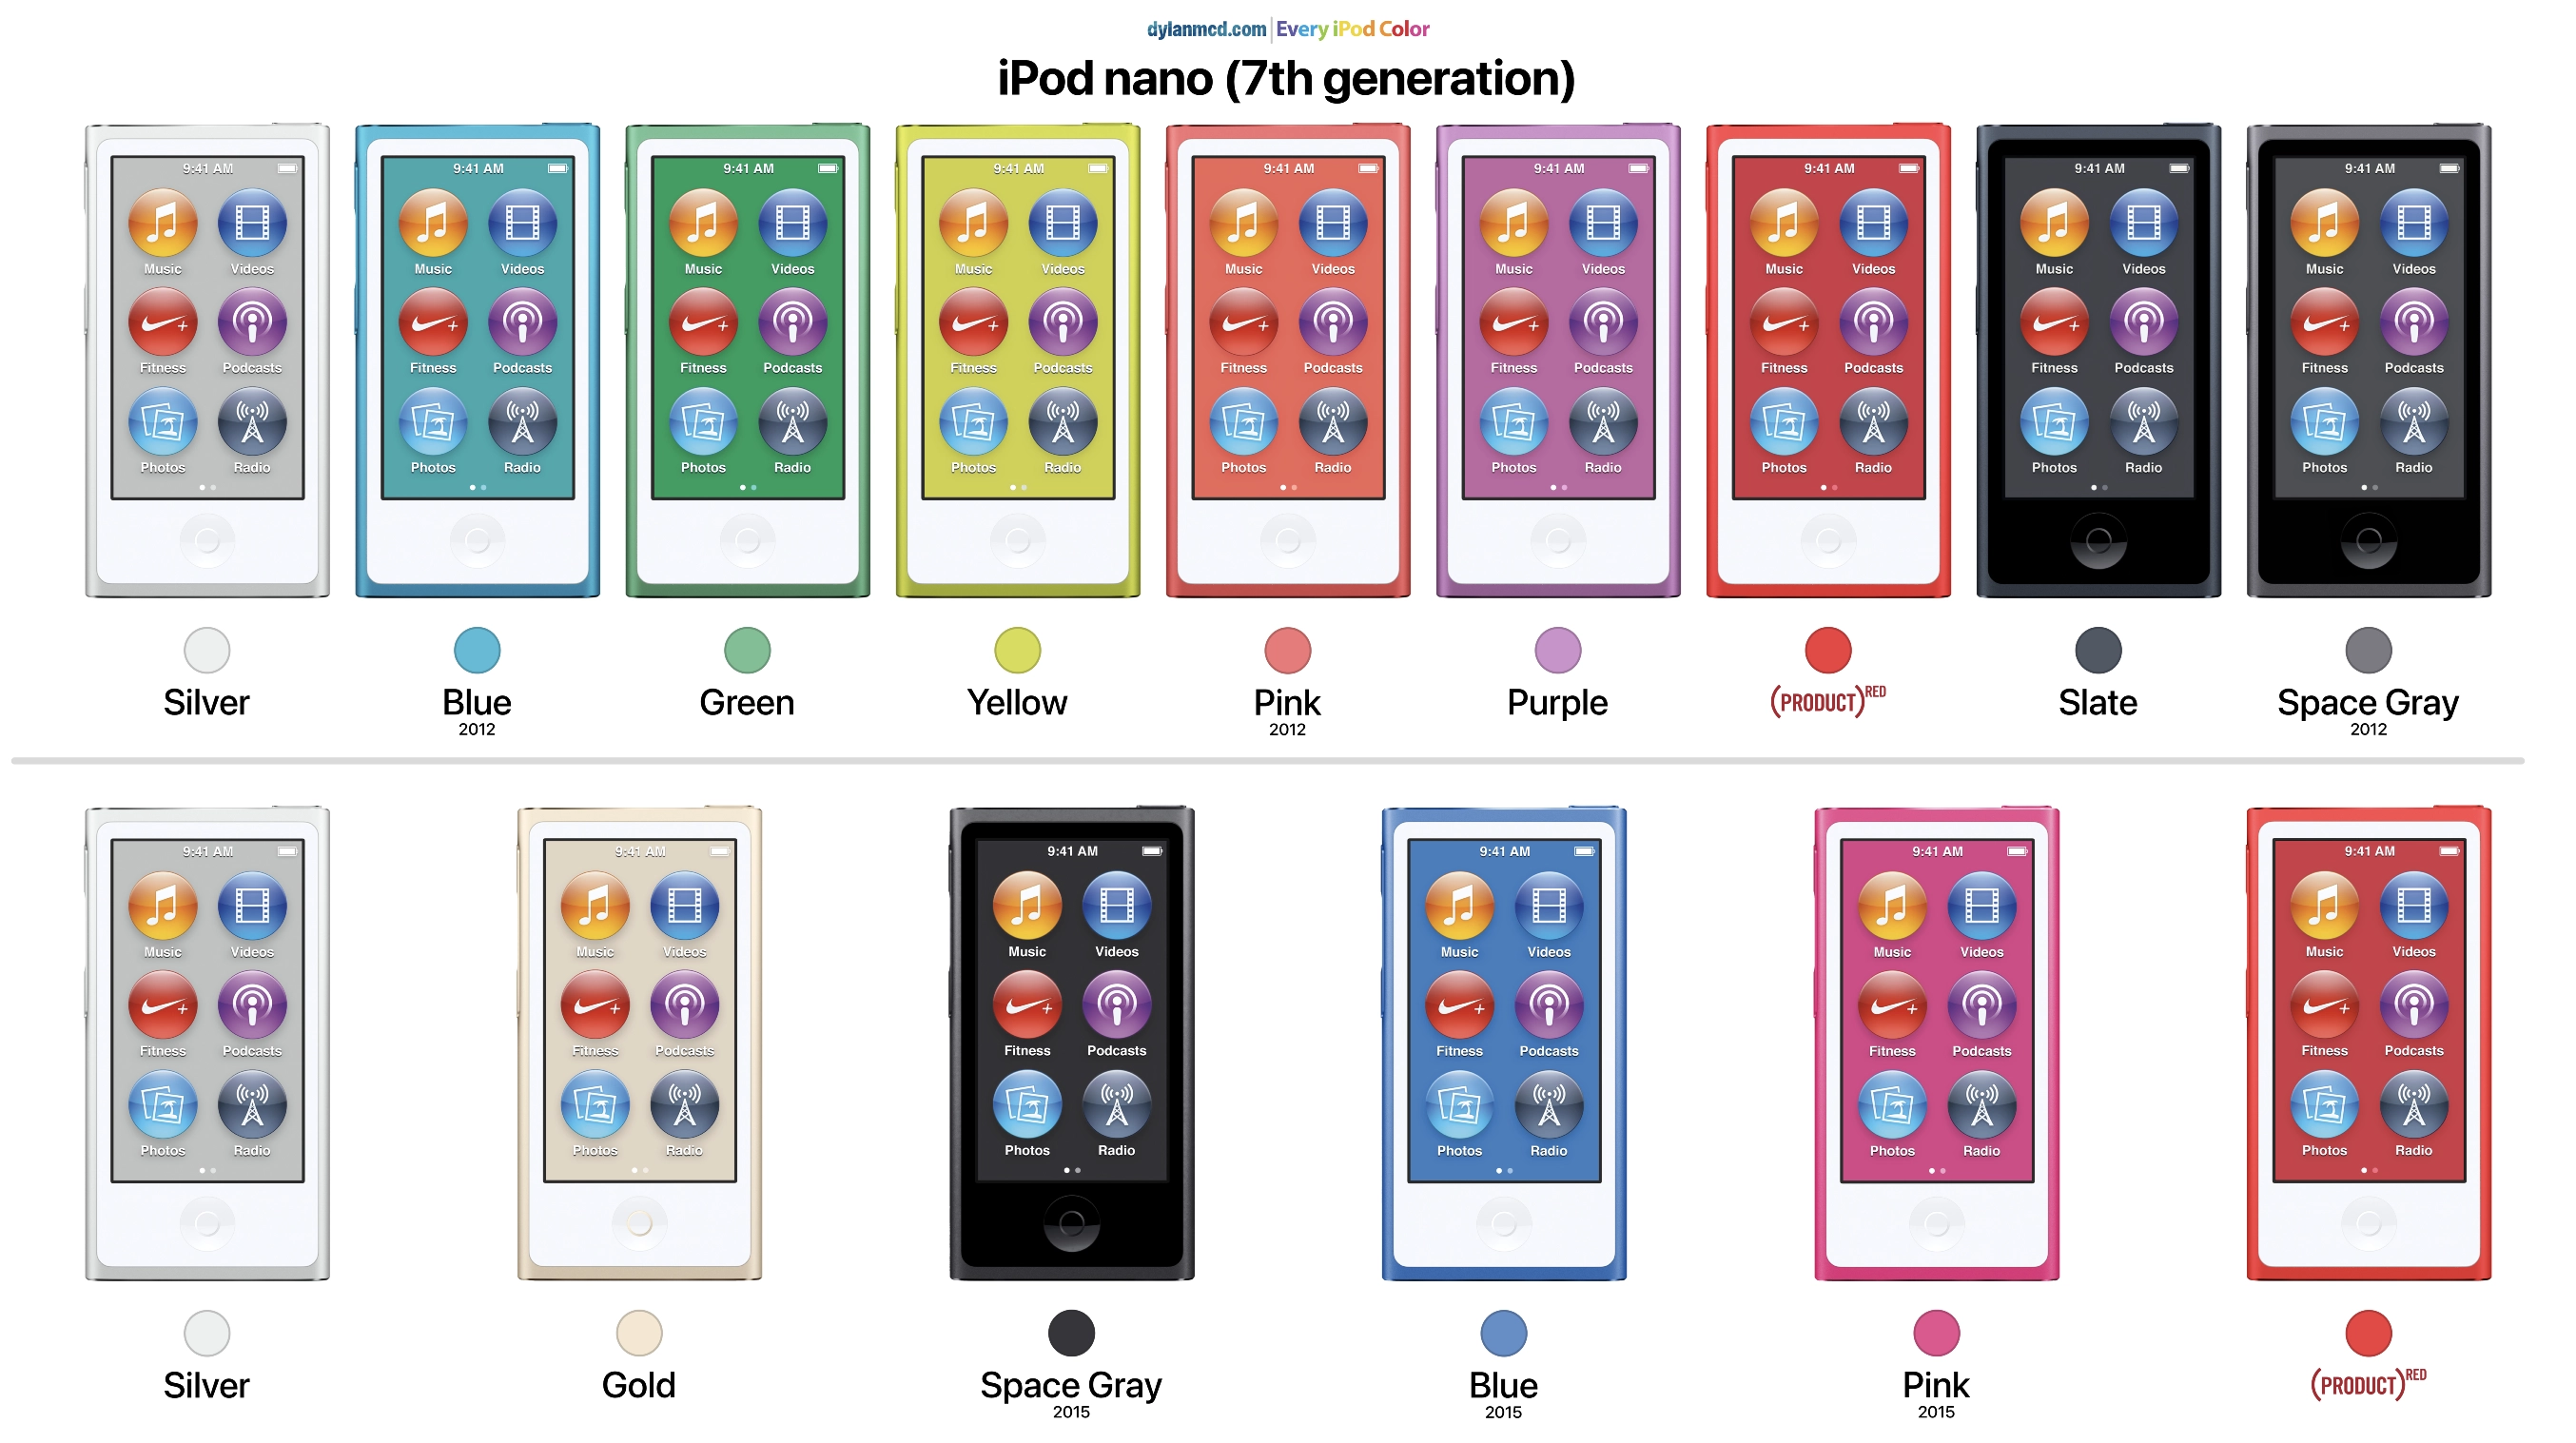 dylanmcd.com | Every iPod Color
iPod nano (7th generation)
9:41 AM 9:41 AM 9:41 AM 9:41 AM 9:41 AM 9:41 AM 9:41 AM 9:41 AM 9:41 AM
Music Videos Music Videos Music Videos Music Videos Music Videos Music Videos Music Videos Music Videos Music Videos
Fitness Podcasts Fitness Podcasts Fitness Podcasts Fitness Podcasts Fitness Podcasts Fitness Podcasts Fitness Podcasts Fitness Podcasts Fitness Podcasts
Photos Radio Photos Radio Photos Radio Photos Radio Photos Radio Photos Radio Photos Radio Photos Radio Photos Radio
Silver Blue Green Yellow Pink Purple (PRODUCT)RED Slate Space Gray
2012 2012 2012
9:41 AM 9:41 AM 9:41 AM 9:41 AM 9:41 AM 9:41 AM
Music Videos Music Videos Music Videos Music Videos Music Videos Music Videos
Fitness Podcasts Fitness Podcasts Fitness Podcasts Fitness Podcasts Fitness Podcasts Fitness Podcasts
Photos Radio Photos Radio Photos Radio Photos Radio Photos Radio Photos Radio
Silver Gold Space Gray Blue Pink (PRODUCT)RED
2015 2015 2015